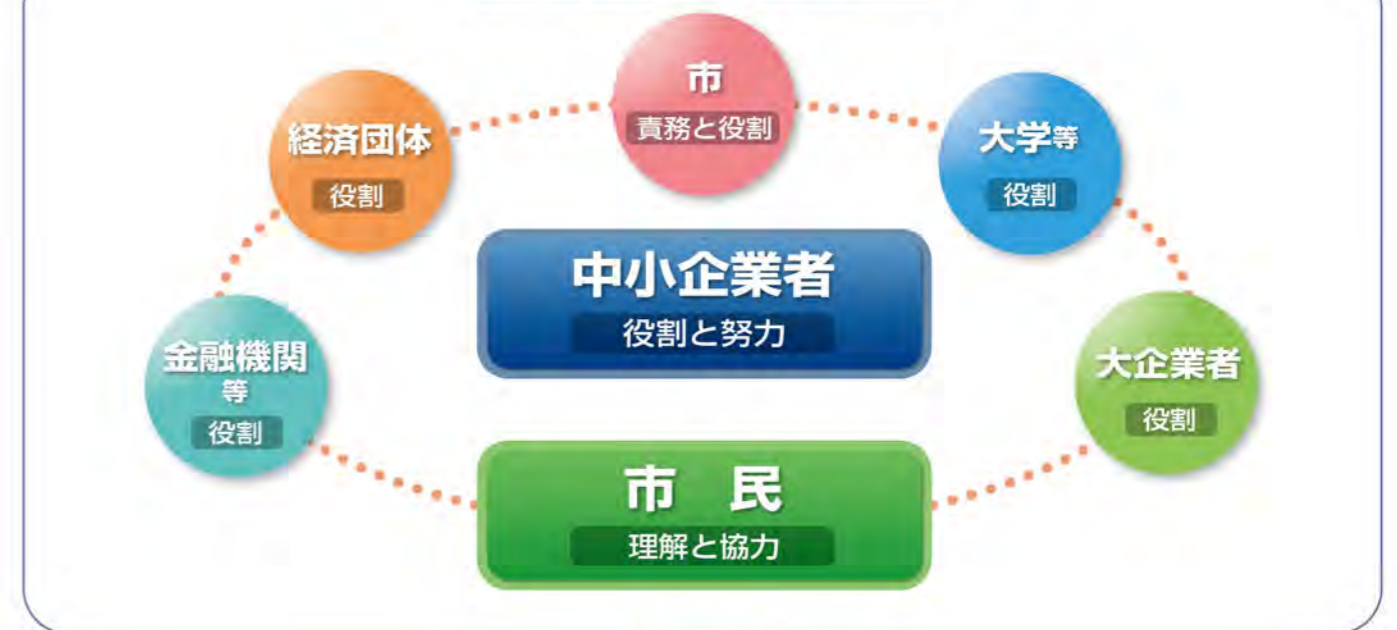 市
責務と役割
経済団体
役割
大学等
役割
中小企業者
役割と努力
金融機関
等
役割
大企業者
役割
市　民
理解と協力